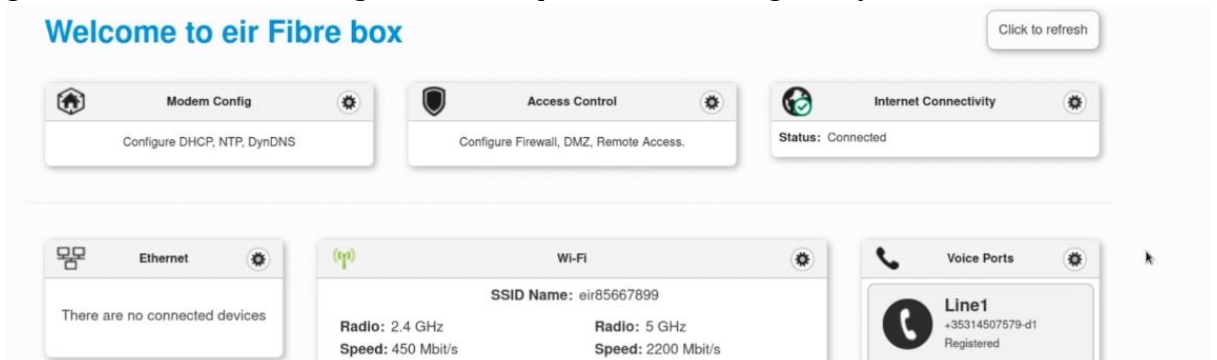 Welcome to eir Fibre box
Click to refresh
Modem Config
Configure DHCP, NTP, DynDNS
Access Control
Configure Firewall, DMZ, Remote Access.
Internet Connectivity
Status: Connected
Ethernet
There are no connected devices
Wi-Fi
SSID Name: eir85667899
Radio: 2.4 GHz
Speed: 450 Mbit/s
Radio: 5 GHz
Speed: 2200 Mbit/s
Voice Ports
Line1
+35314507579-d1
Registered